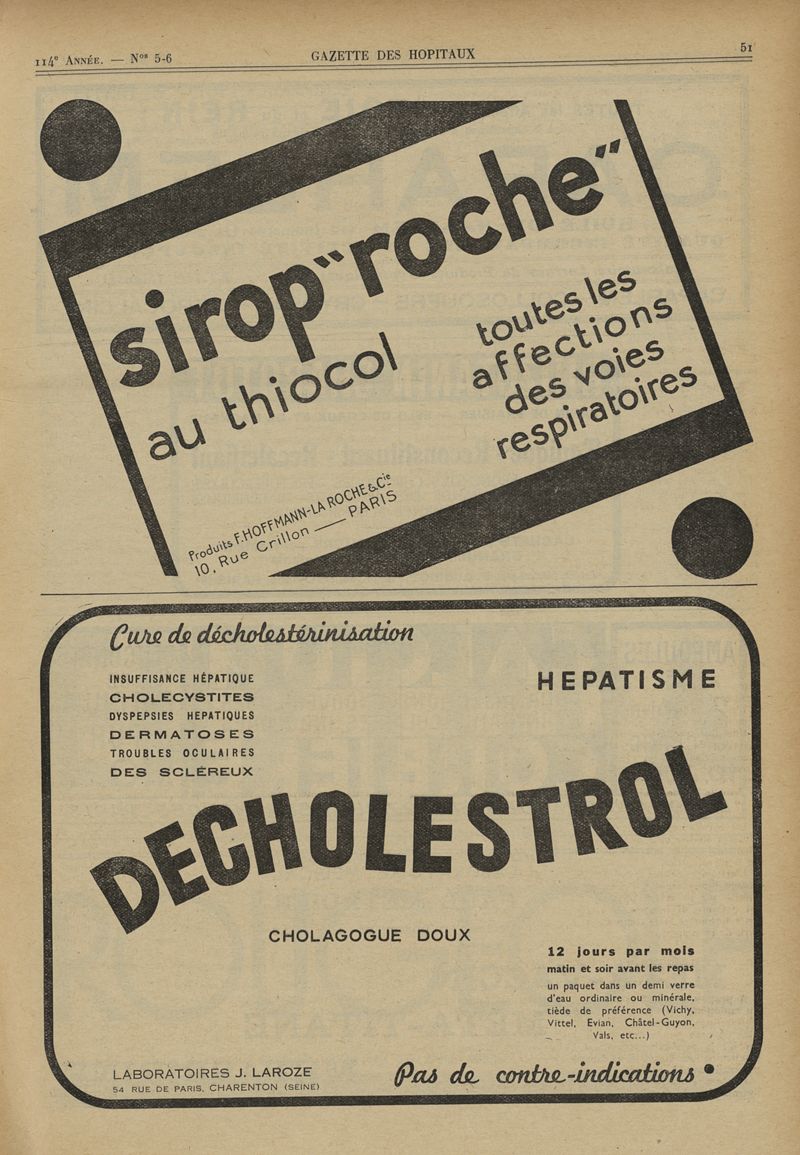 114e ANNÉE. — Nos 5-6
GAZETTE DES HOPITAUX
51
sirop "roche"
au thiocol
toutes les
affections
des voies
respiratoires
Produits F. HOFFMANN-LA ROCHE & Cie
10, Rue Crillon — PARIS
Cure de décholestérinisation
INSUFFISANCE HÉPATIQUE
CHOLECYSTITES
DYSPEPSIES HEPATIQUES
DERMATOSES
TROUBLES OCULAIRES
DES SCLÉREUX
HEPATISME
DECHOLESTROL
CHOLAGOGUE DOUX
12 jours par mois
matin et soir avant les repas
un paquet dans un demi verre
d'eau ordinaire ou minérale,
tiède de préférence (Vichy,
Vittel, Evian, Châtel-Guyon,
Vals, etc...)
LABORATOIRES J. LAROZE
54 RUE DE PARIS, CHARENTON (SEINE)
Pas de contre-indications